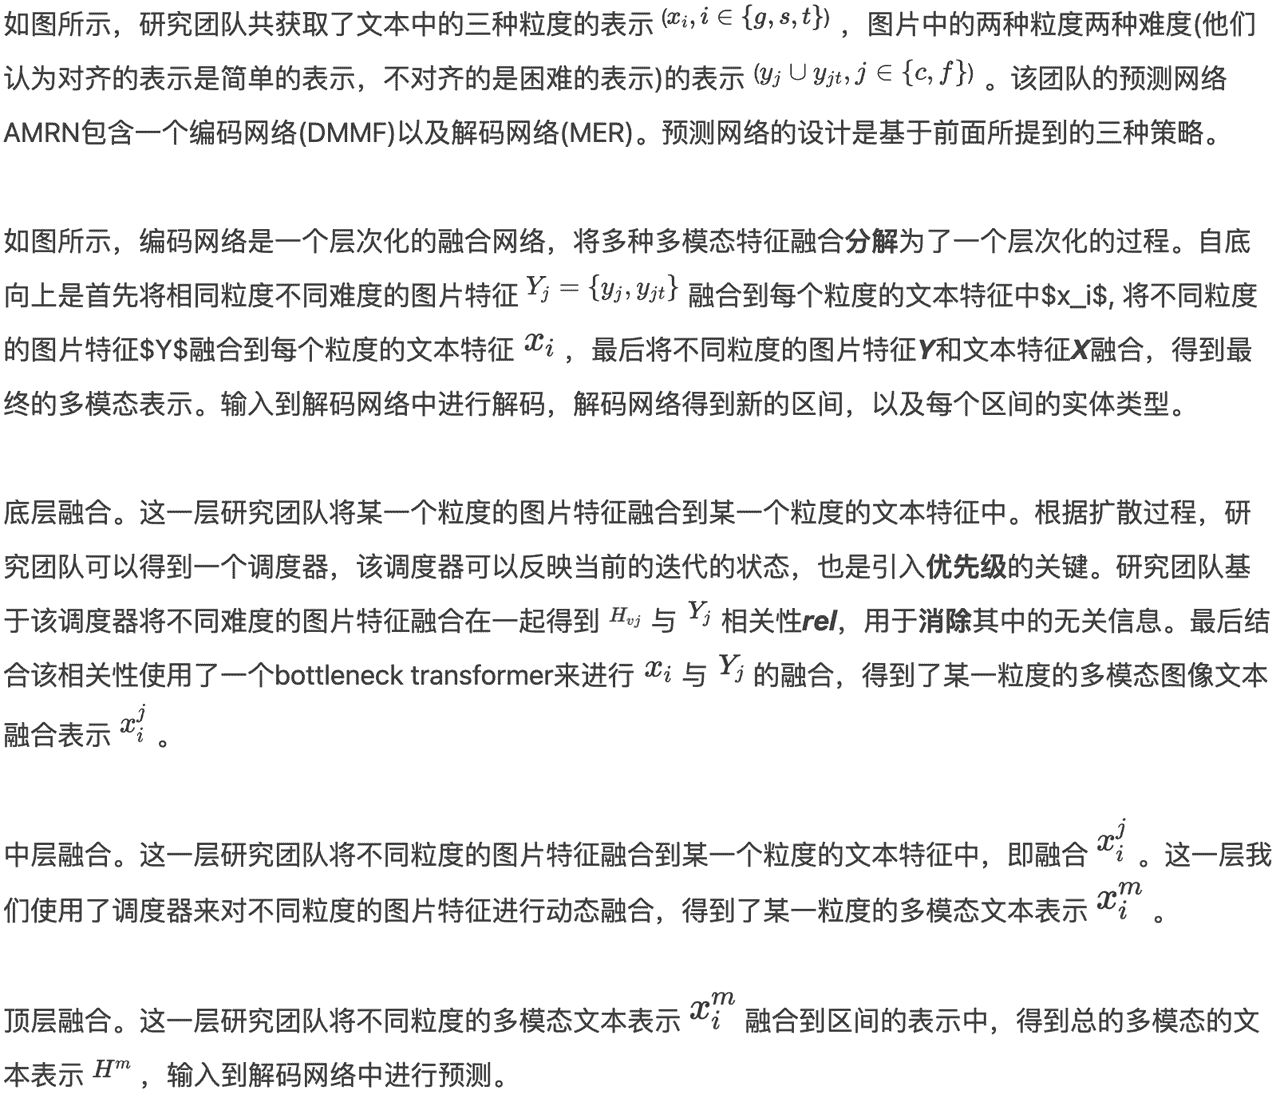 如图所示，研究团队共获取了文本中的三种粒度的表示 (x_i, i ∈ {g, s, t}) ，图片中的两种粒度两种难度(他们
认为对齐的表示是简单的表示，不对齐的是困难的表示)的表示 (y_j ∪ y_{jt}, j ∈ {c, f}) 。该团队的预测网络
AMRN包含一个编码网络(DMMF)以及解码网络(MER)。预测网络的设计是基于前面所提到的三种策略。
如图所示，编码网络是一个层次化的融合网络，将多种多模态特征融合分解为了一个层次化的过程。自底
向上是首先将相同粒度不同难度的图片特征 Y_j = {y_j, y_{jt}} 融合到每个粒度的文本特征中$x_i$, 将不同粒度
的图片特征$Y$融合到每个粒度的文本特征 x_i ，最后将不同粒度的图片特征Y和文本特征X融合，得到最
终的多模态表示。输入到解码网络中进行解码，解码网络得到新的区间，以及每个区间的实体类型。
底层融合。这一层研究团队将某一个粒度的图片特征融合到某一个粒度的文本特征中。根据扩散过程，研
究团队可以得到一个调度器，该调度器可以反映当前的迭代的状态，也是引入优先级的关键。研究团队基
于该调度器将不同难度的图片特征融合在一起得到 H_{vj} 与 Y_j 相关性rel，用于消除其中的无关信息。最后结
合该相关性使用了一个bottleneck transformer来进行 x_i 与 Y_j 的融合，得到了某一粒度的多模态图像文本
融合表示 x_i^j 。
中层融合。这一层研究团队将不同粒度的图片特征融合到某一个粒度的文本特征中，即融合 x_i^j 。这一层我
们使用了调度器来对不同粒度的图片特征进行动态融合，得到了某一粒度的多模态文本表示 x_i^m 。
顶层融合。这一层研究团队将不同粒度的多模态文本表示 x_i^m 融合到区间的表示中，得到总的多模态的文
本表示 H^m ，输入到解码网络中进行预测。